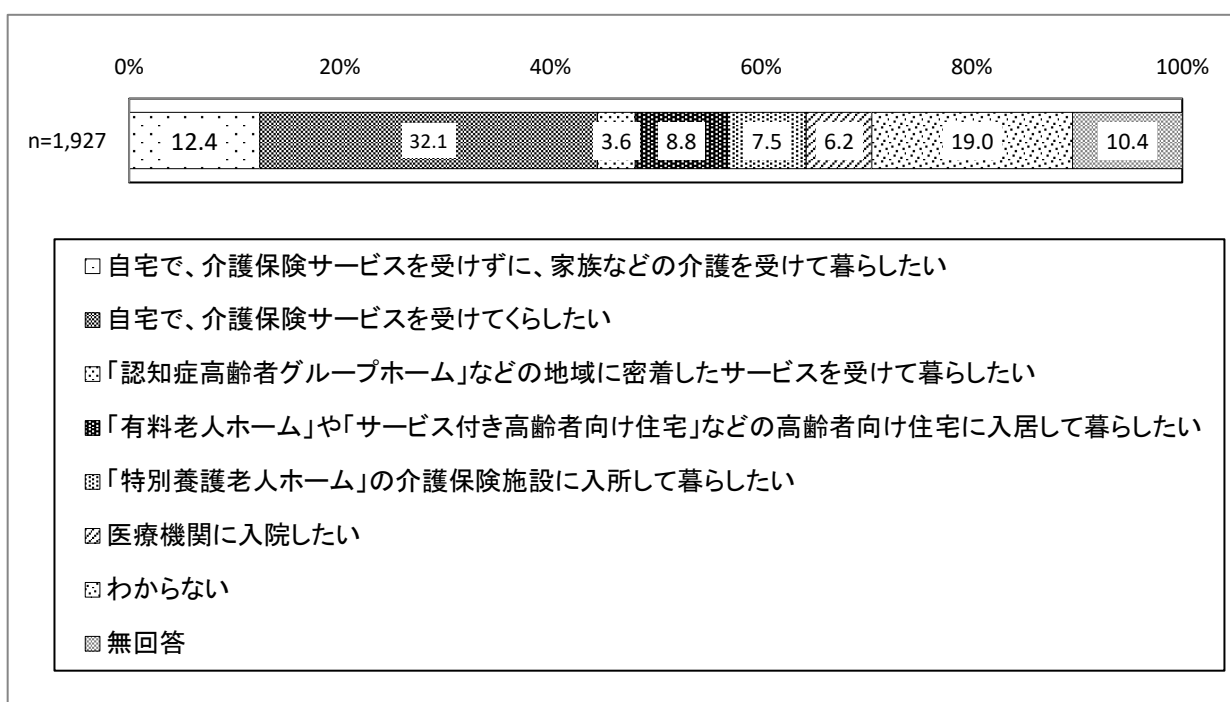 0% 20% 40% 60% 80% 100%
n=1,927 12.4 32.1 3.6 8.8 7.5 6.2 19.0 10.4
自宅で、介護保険サービスを受けずに、家族などの介護を受けて暮らしたい
自宅で、介護保険サービスを受けてくらしたい
「認知症高齢者グループホーム」などの地域に密着したサービスを受けて暮らしたい
「有料老人ホーム」や「サービス付き高齢者向け住宅」などの高齢者向け住宅に入居して暮らしたい
「特別養護老人ホーム」の介護保険施設に入所して暮らしたい
医療機関に入院したい
わからない
無回答